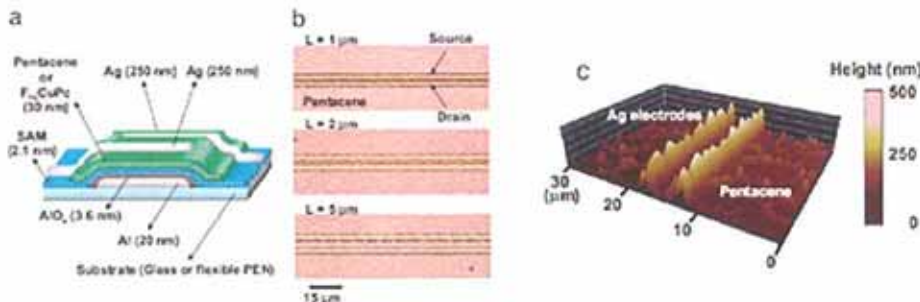 a
Pentacene
or
F₁₆CuPc
(30 nm)
SAM
(2.1 nm)
Ag (250 nm)
Ag (250 nm)
AlOₓ (3.6 nm)
Al (20 nm)
Substrate (Glass or flexible PEN)
b
L = 1 µm
Source
Pentacene
Drain
L = 2 µm
L = 5 µm
15 µm
C
Height (nm)
500
250
0
Ag electrodes
Pentacene
30
(µm)
20
10
0